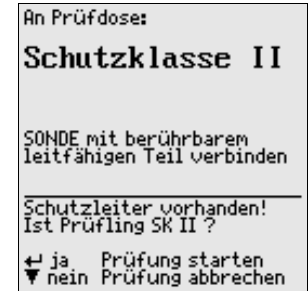 An Prüfdose:
Schutzklasse II
SONDE mit berührbarem
leitfähigen Teil verbinden
Schutzleiter vorhanden!
Ist Prüfling SK II ?
↵ ja Prüfung starten
▼ nein Prüfung abbrechen